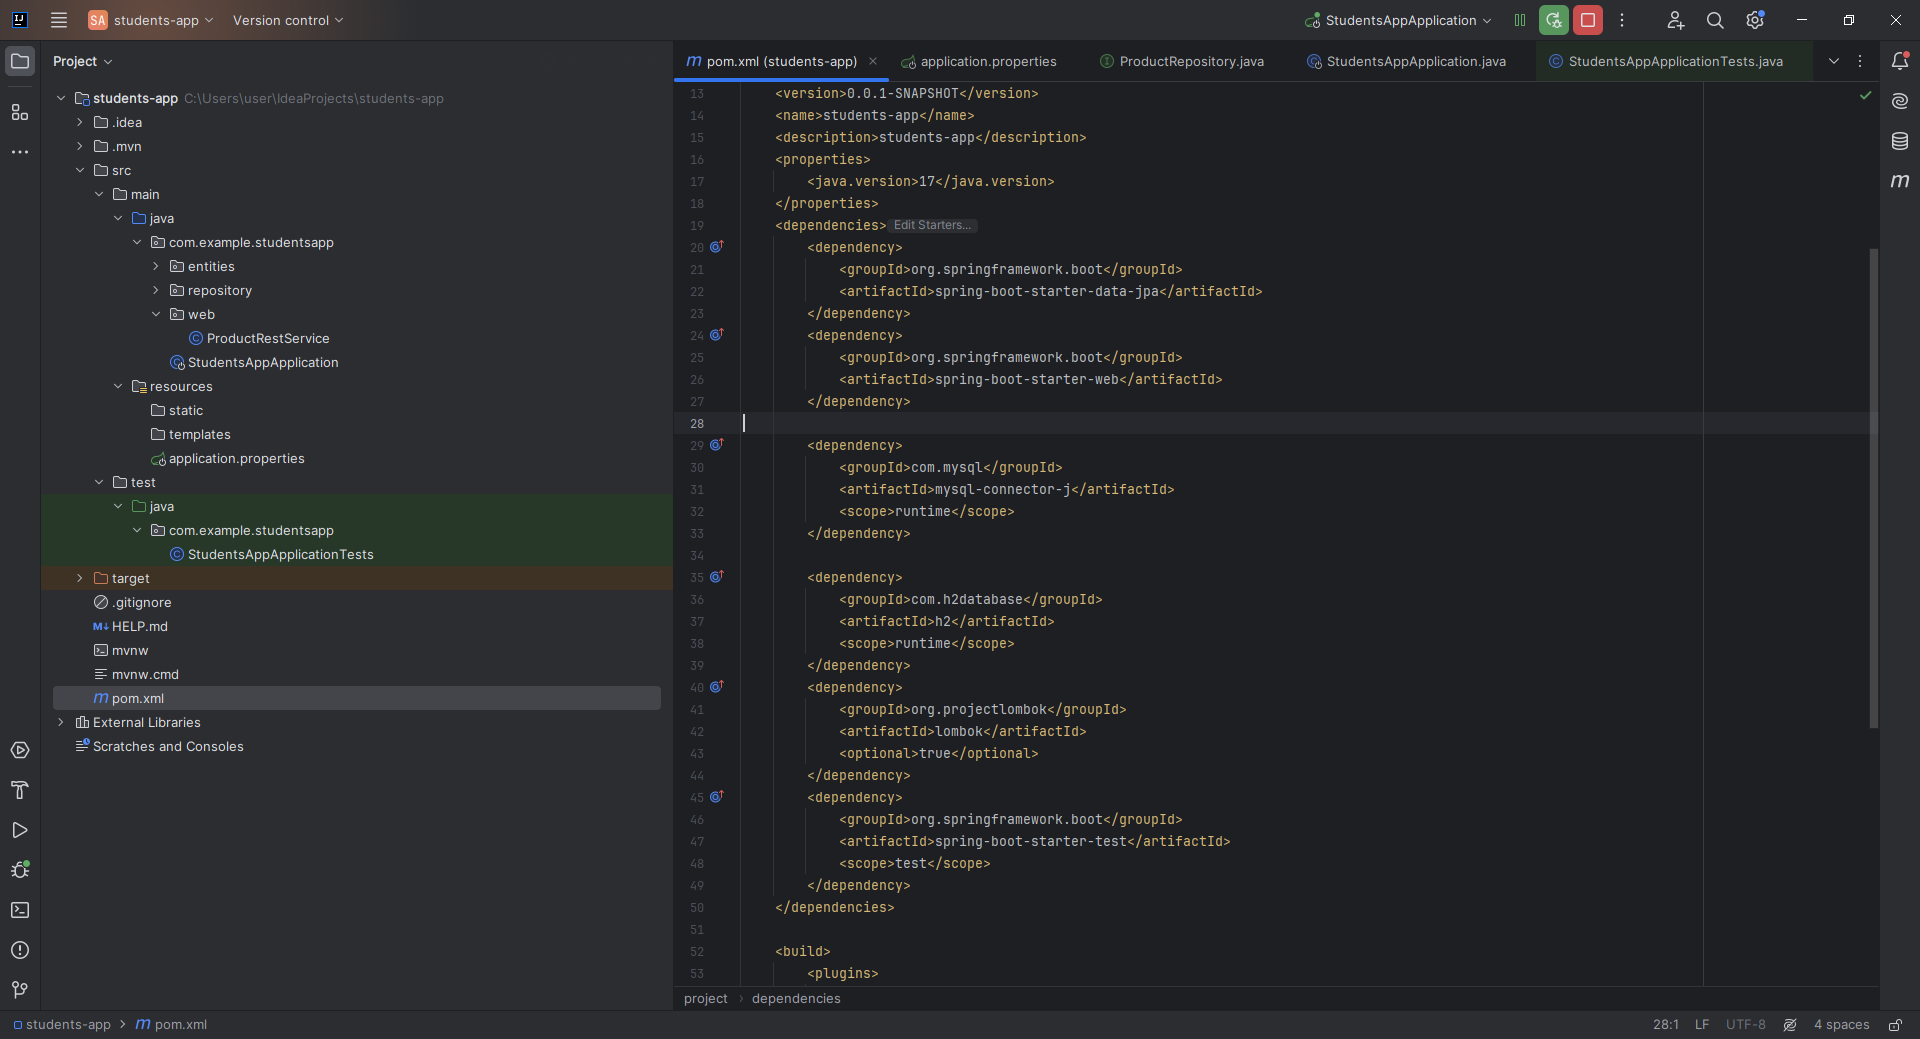 SA students-app Version control StudentsAppApplication
Project
students-app C:\Users\user\IdeaProjects\students-app
.idea
.mvn
src
main
java
com.example.studentsapp
entities
repository
web
ProductRestService
StudentsAppApplication
resources
static
templates
application.properties
test
java
com.example.studentsapp
StudentsAppApplicationTests
target
.gitignore
HELP.md
mvnw
mvnw.cmd
pom.xml
External Libraries
Scratches and Consoles
pom.xml (students-app) application.properties ProductRepository.java StudentsAppApplication.java StudentsAppApplicationTests.java
13 <version>0.0.1-SNAPSHOT</version>
14 <name>students-app</name>
15 <description>students-app</description>
16 <properties>
17 <java.version>17</java.version>
18 </properties>
19 <dependencies> Edit Starters...
20 <dependency>
21 <groupId>org.springframework.boot</groupId>
22 <artifactId>spring-boot-starter-data-jpa</artifactId>
23 </dependency>
24 <dependency>
25 <groupId>org.springframework.boot</groupId>
26 <artifactId>spring-boot-starter-web</artifactId>
27 </dependency>
28
29 <dependency>
30 <groupId>com.mysql</groupId>
31 <artifactId>mysql-connector-j</artifactId>
32 <scope>runtime</scope>
33 </dependency>
34
35 <dependency>
36 <groupId>com.h2database</groupId>
37 <artifactId>h2</artifactId>
38 <scope>runtime</scope>
39 </dependency>
40 <dependency>
41 <groupId>org.projectlombok</groupId>
42 <artifactId>lombok</artifactId>
43 <optional>true</optional>
44 </dependency>
45 <dependency>
46 <groupId>org.springframework.boot</groupId>
47 <artifactId>spring-boot-starter-test</artifactId>
48 <scope>test</scope>
49 </dependency>
50 </dependencies>
51
52 <build>
53 <plugins>
project > dependencies
students-app > pom.xml 28:1 LF UTF-8 4 spaces